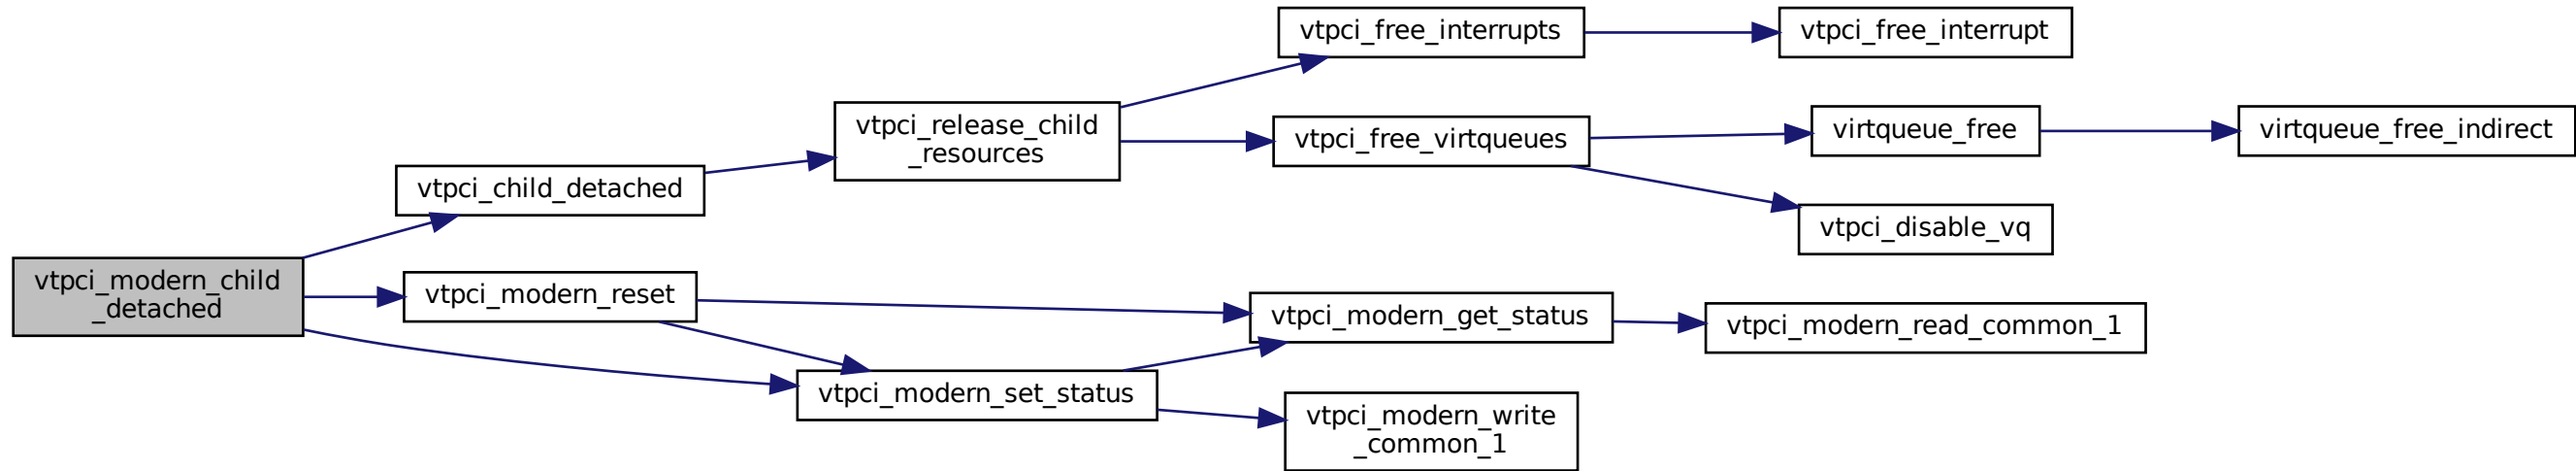 vtpci_modern_child
_detached
vtpci_child_detached
vtpci_modern_reset
vtpci_modern_set_status
vtpci_release_child
_resources
vtpci_free_interrupts
vtpci_free_virtqueues
vtpci_modern_get_status
vtpci_modern_write
_common_1
vtpci_free_interrupt
virtqueue_free
vtpci_disable_vq
vtpci_modern_read_common_1
virtqueue_free_indirect